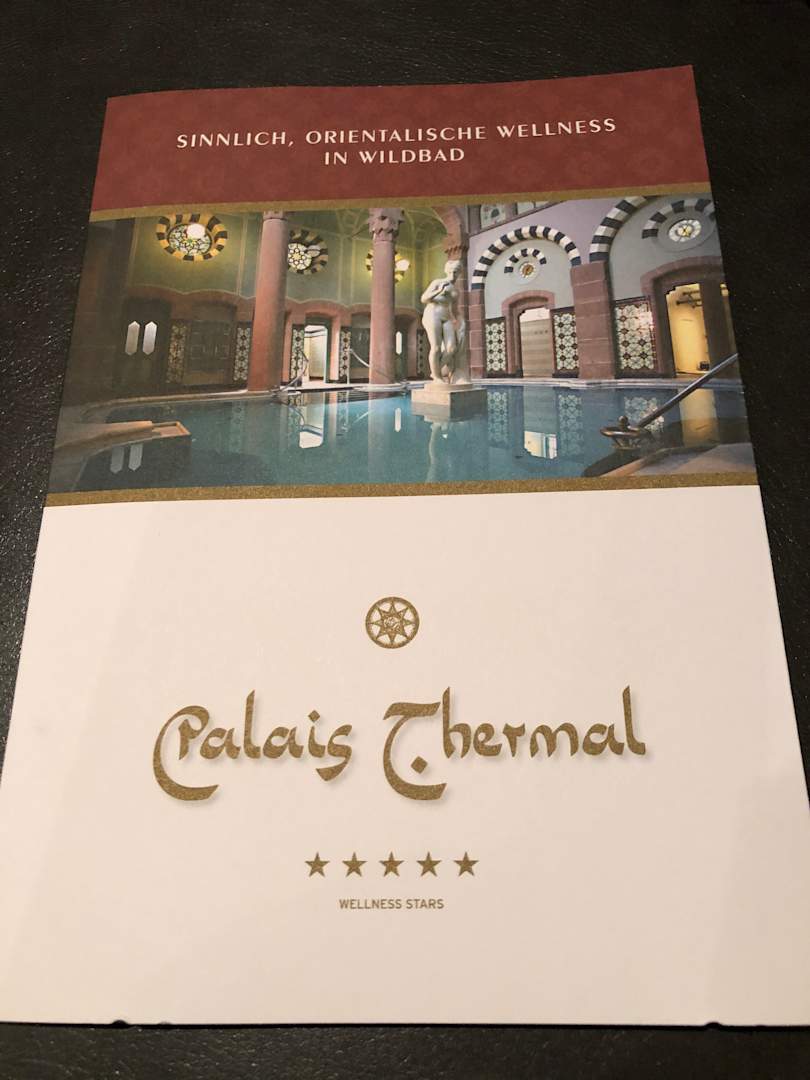 SINNLICH, ORIENTALISCHE WELLNESS
IN WILDBAD
Palais Thermal
WELLNESS STARS